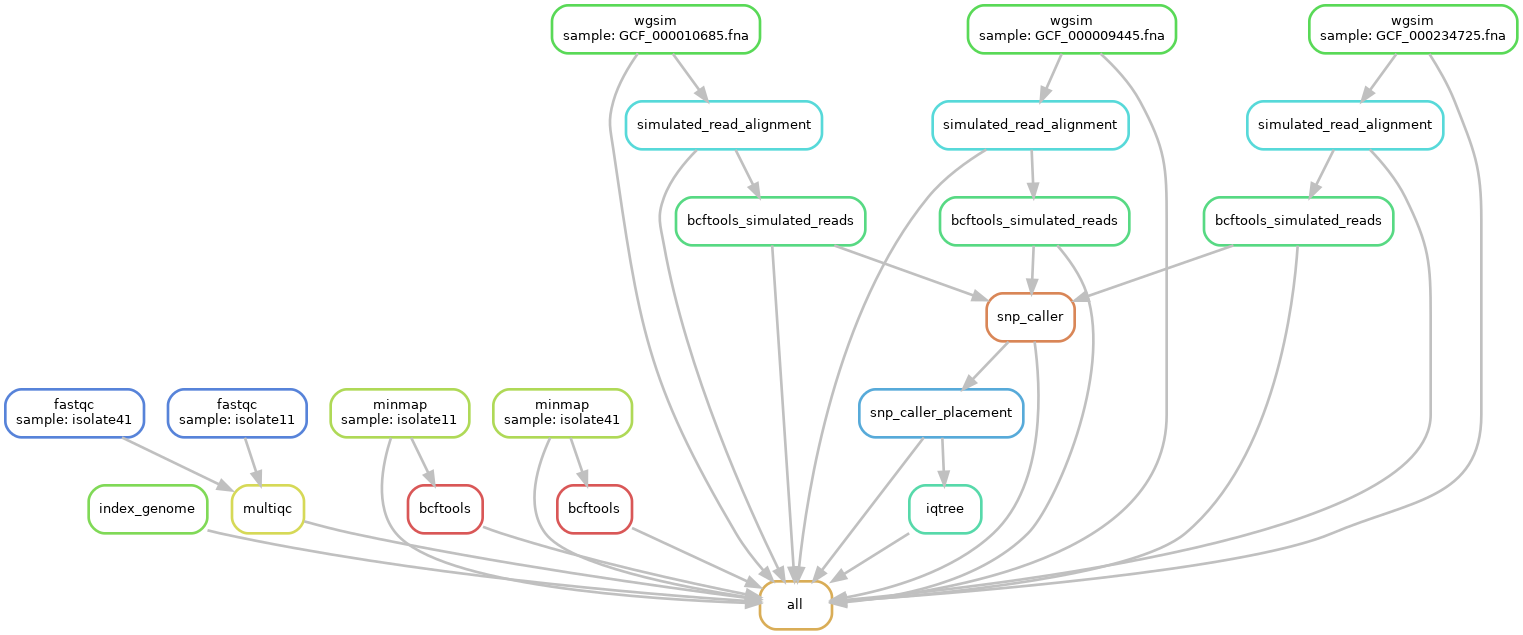 wgsim
sample: GCF_000010685.fna
wgsim
sample: GCF_000009445.fna
wgsim
sample: GCF_000234725.fna
simulated_read_alignment
simulated_read_alignment
simulated_read_alignment
bcftools_simulated_reads
bcftools_simulated_reads
bcftools_simulated_reads
snp_caller
fastqc
sample: isolate41
fastqc
sample: isolate11
minmap
sample: isolate11
minmap
sample: isolate41
snp_caller_placement
index_genome
multiqc
bcftools
bcftools
iqtree
all